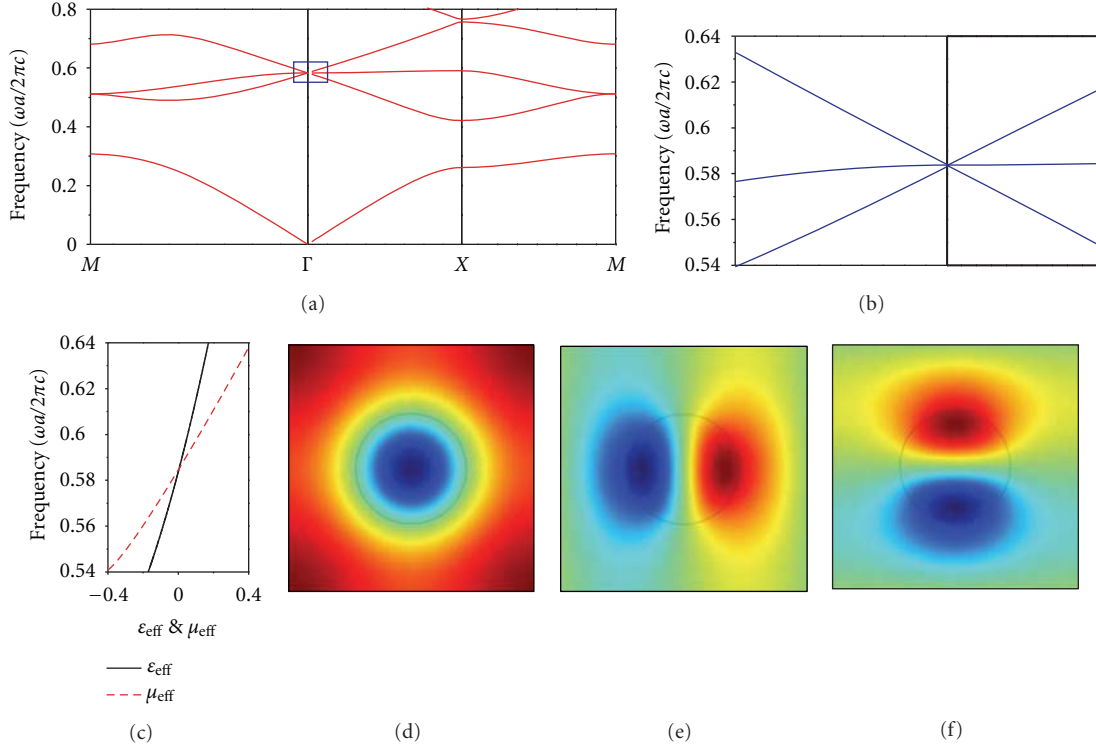 Frequency (ωa/2πc)
0.8
0.6
0.4
0.2
0
M
Γ
X
M
(a)
Frequency (ωa/2πc)
0.64
0.62
0.6
0.58
0.56
0.54
(b)
Frequency (ωa/2πc)
0.64
0.62
0.6
0.58
0.56
0.54
−0.4
0
0.4
εeff & μeff
εeff
μeff
(c)
(d)
(e)
(f)